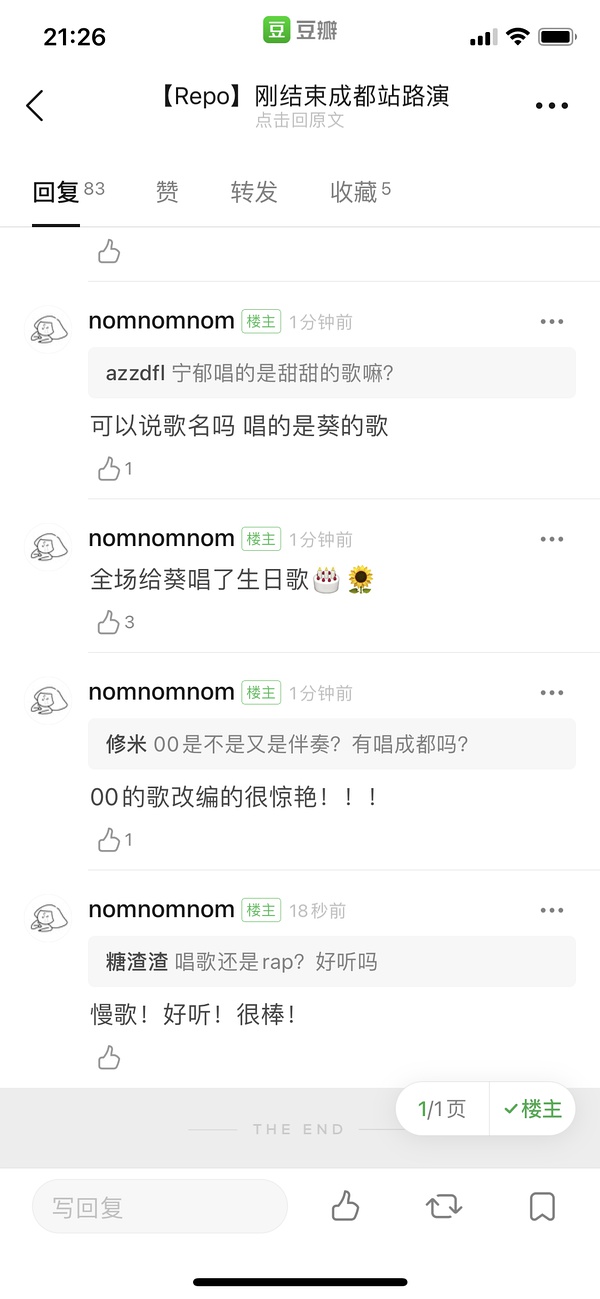 21:26
豆 豆瓣
【Repo】刚结束成都站路演
点击回原文
回复 83 赞 转发 收藏 5
nomnomnom 楼主 1分钟前
azzdfl 宁郁唱的是甜甜的歌嘛?
可以说歌名吗 唱的是葵的歌
1
nomnomnom 楼主 1分钟前
全场给葵唱了生日歌🎂🌻
3
nomnomnom 楼主 1分钟前
修米 00是不是又是伴奏？有唱成都吗?
00的歌改编的很惊艳！！！
1
nomnomnom 楼主 18秒前
糖渣渣 唱歌还是rap？好听吗
慢歌！好听！很棒！
1/1页 ✓楼主
THE END
写回复